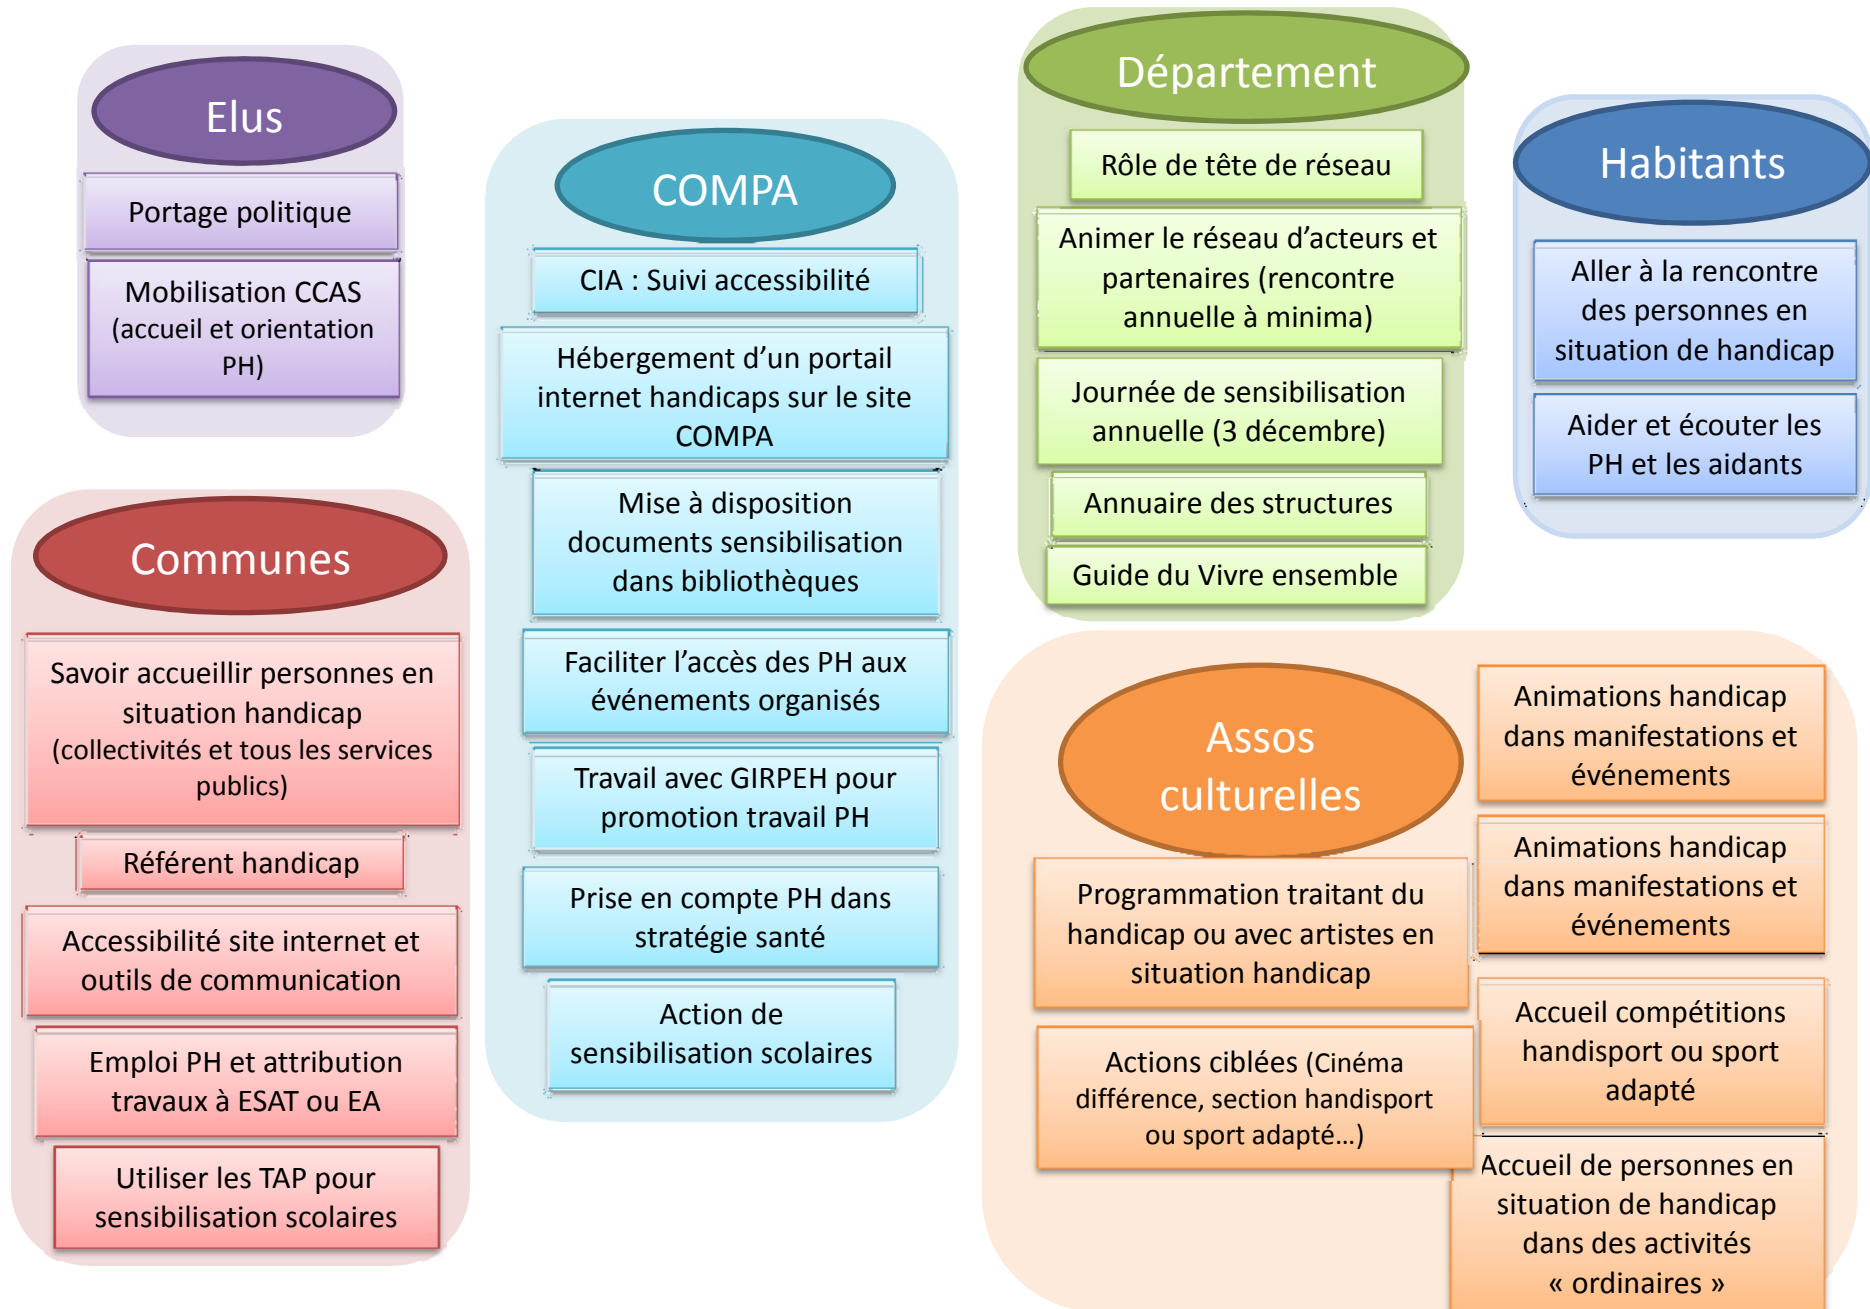 Elus
Portage politique
Mobilisation CCAS
(accueil et orientation
PH)
Communes
Savoir accueillir personnes en
situation handicap
(collectivités et tous les services
publics)
Référent handicap
Accessibilité site internet et
outils de communication
Emploi PH et attribution
travaux à ESAT ou EA
Utiliser les TAP pour
sensibilisation scolaires
COMPA
CIA : Suivi accessibilité
Hébergement d’un portail
internet handicaps sur le site
COMPA
Mise à disposition
documents sensibilisation
dans bibliothèques
Faciliter l’accès des PH aux
événements organisés
Travail avec GIRPEH pour
promotion travail PH
Prise en compte PH dans
stratégie santé
Action de
sensibilisation scolaires
Département
Rôle de tête de réseau
Animer le réseau d’acteurs et
partenaires (rencontre
annuelle à minima)
Journée de sensibilisation
annuelle (3 décembre)
Annuaire des structures
Guide du Vivre ensemble
Habitants
Aller à la rencontre
des personnes en
situation de handicap
Aider et écouter les
PH et les aidants
Assos
culturelles
Programmation traitant du
handicap ou avec artistes en
situation handicap
Actions ciblées (Cinéma
différence, section handisport
ou sport adapté…)
Animations handicap
dans manifestations et
événements
Animations handicap
dans manifestations et
événements
Accueil compétitions
handisport ou sport
adapté
Accueil de personnes en
situation de handicap
dans des activités
« ordinaires »